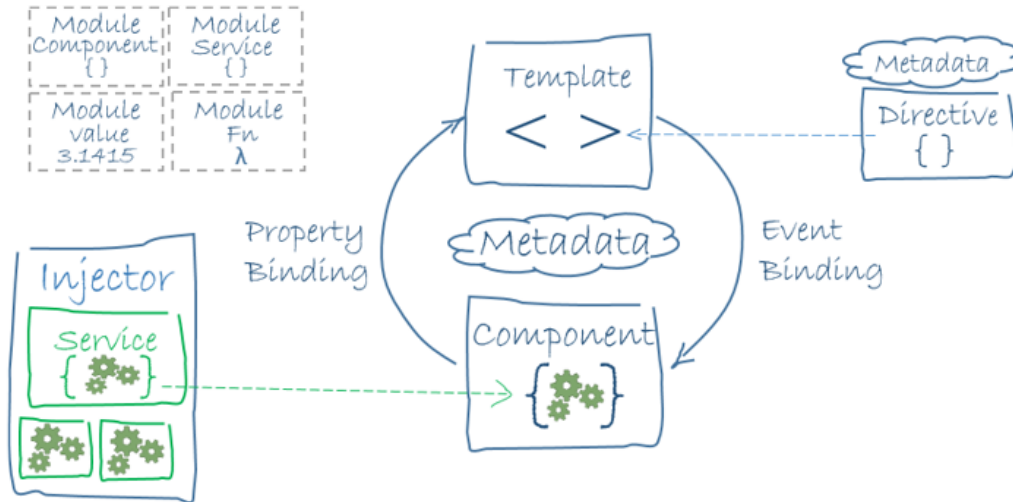 Module
Component
{ }
Module
Service
{ }
Module
value
3.1415
Module
Fn
λ
Template
< >
Metadata
Directive
{ }
Property
Binding
Metadata
Event
Binding
Injector
Service
{ }
Component
{ }